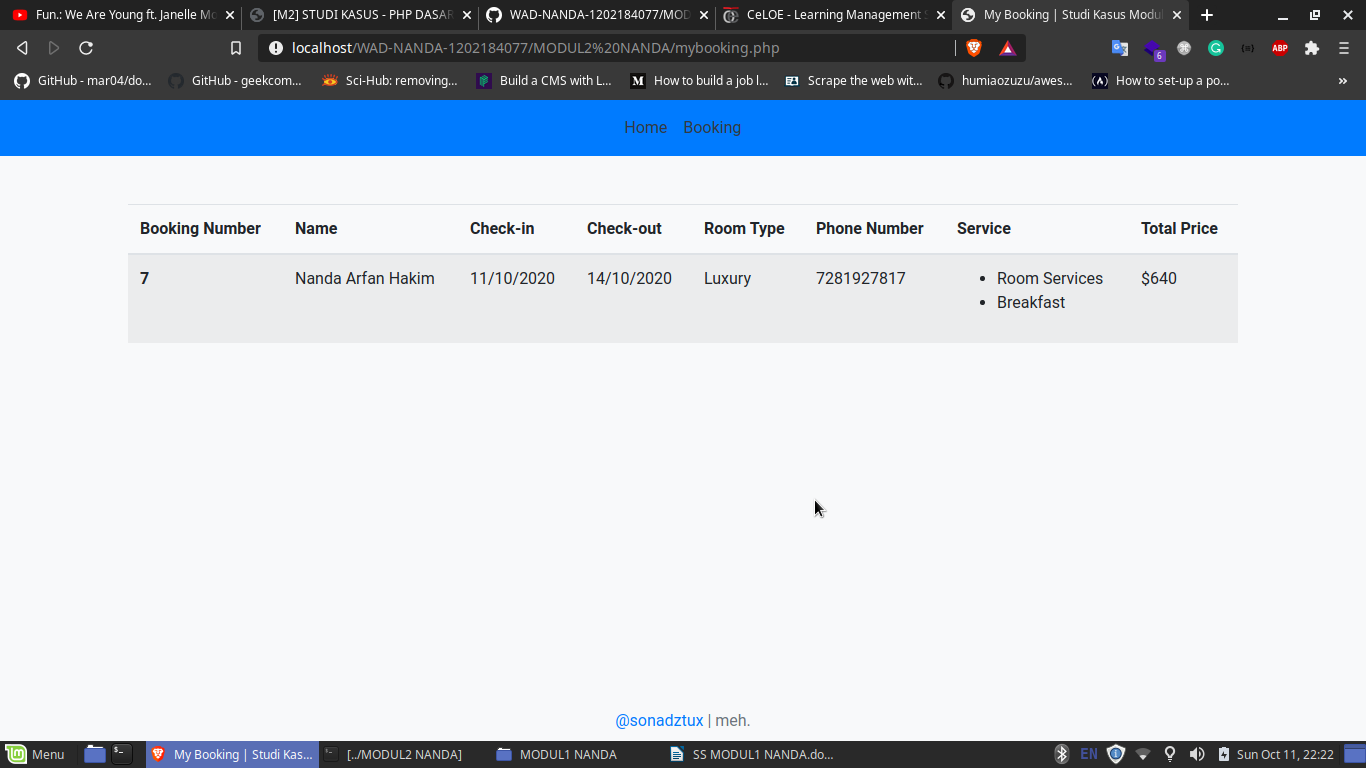 Fun.: We Are Young ft. Janelle Mo
[M2] STUDI KASUS - PHP DASAR
WAD-NANDA-1202184077/MOD
CeLOE - Learning Management S
My Booking | Studi Kasus Modul
localhost/WAD-NANDA-1202184077/MODUL2%20NANDA/mybooking.php
6
ABP
GitHub - mar04/do...
GitHub - geekcom...
Sci-Hub: removing...
Build a CMS with L...
M
How to build a job l...
Scrape the web wit...
humiaozuzu/awes...
How to set-up a po...
»
Home Booking
Booking Number Name Check-in Check-out Room Type Phone Number Service Total Price
7 Nanda Arfan Hakim 11/10/2020 14/10/2020 Luxury 7281927817 • Room Services $640
• Breakfast
@sonadztux | meh.
Menu
My Booking | Studi Kas...
[../MODUL2 NANDA]
MODUL1 NANDA
SS MODUL1 NANDA.do...
EN
Sun Oct 11, 22:22